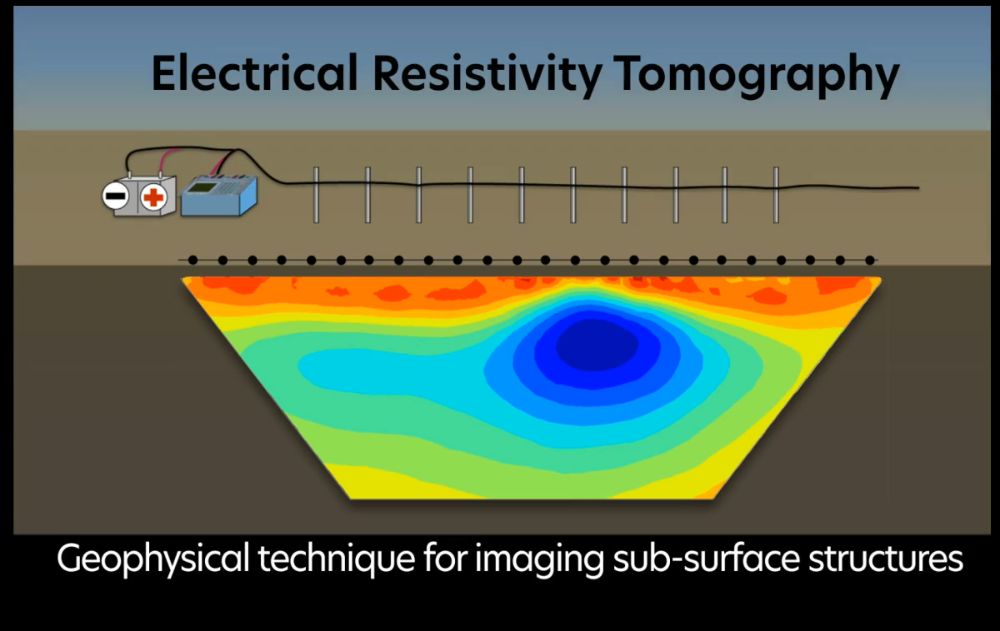 Electrical Resistivity Tomography
Geophysical technique for imaging sub-surface structures